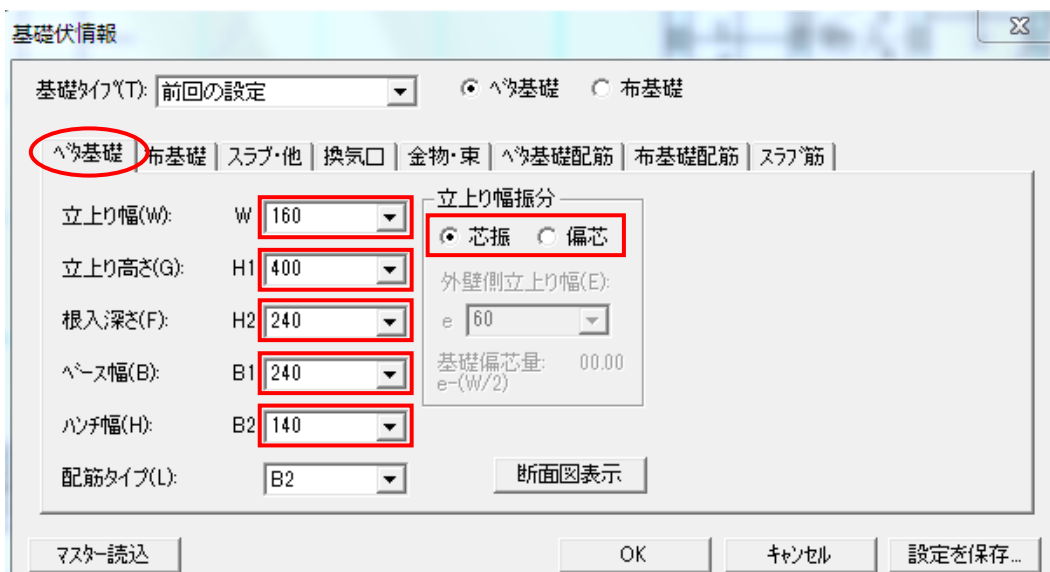 基礎伏情報
基礎ﾀｲﾌﾟ(T): 前回の設定 ﾍﾞﾀ基礎 布基礎
ﾍﾞﾀ基礎 布基礎 スラブ・他 換気口 金物・束 ﾍﾞﾀ基礎配筋 布基礎配筋 ｽﾗﾌﾞ筋
立上り幅(W): W 160
立上り高さ(G): H1 400
根入深さ(F): H2 240
ﾍﾞｰｽ幅(B): B1 240
ﾊﾝﾁ幅(H): B2 140
配筋タイプ(L): B2
立上り幅振分
芯振 偏芯
外壁側立上り幅(E):
e 60
基礎偏芯量: 00.00
e-(W/2)
断面図表示
ﾏｽﾀｰ読込 OK ｷｬﾝｾﾙ 設定を保存...